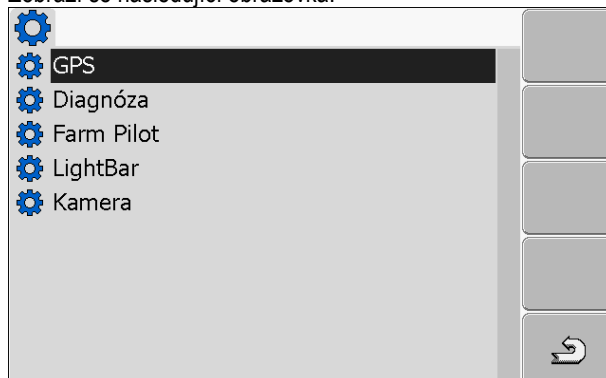 Zobrazí se následující obrazovka:
GPS
Diagnóza
Farm Pilot
LightBar
Kamera